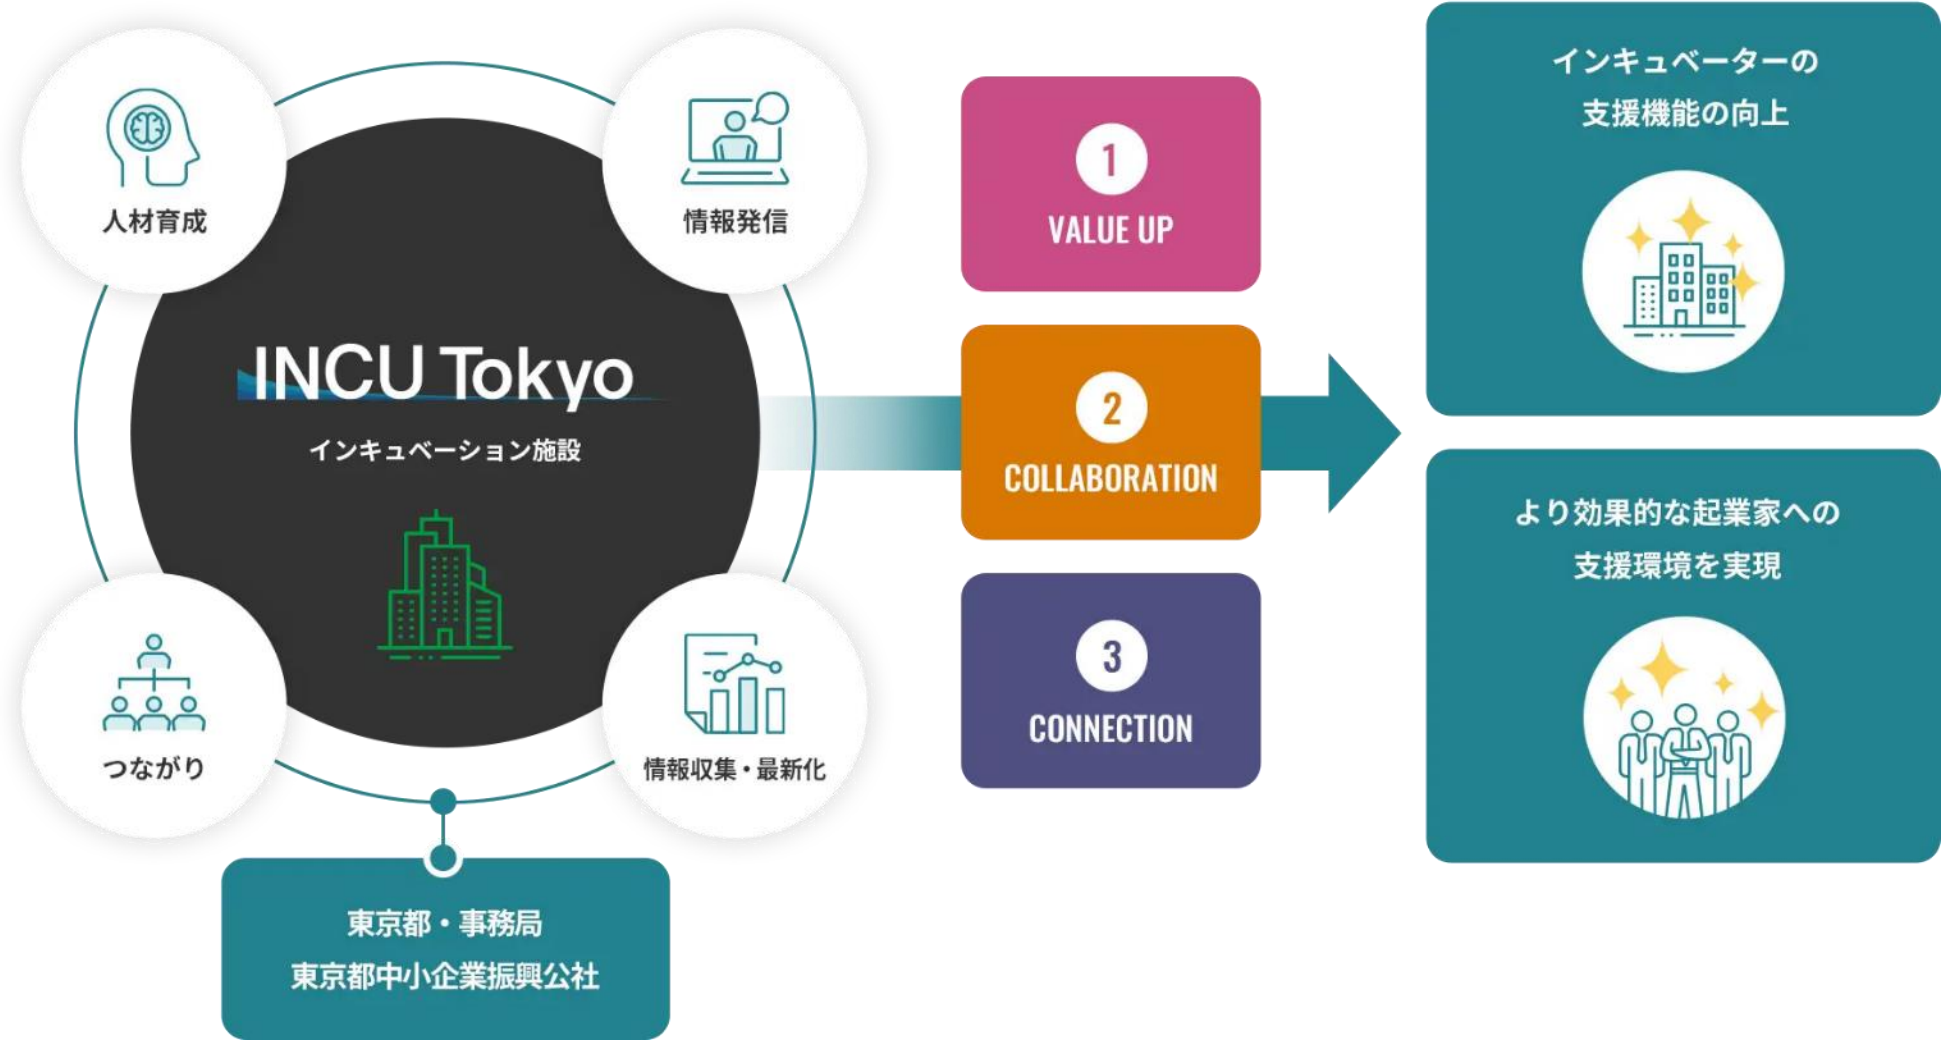 人材育成
情報発信
INCU Tokyo
インキュベーション施設
つながり
情報収集・最新化
東京都・事務局
東京都中小企業振興公社
1
VALUE UP
2
COLLABORATION
3
CONNECTION
インキュベーターの
支援機能の向上
より効果的な起業家への
支援環境を実現